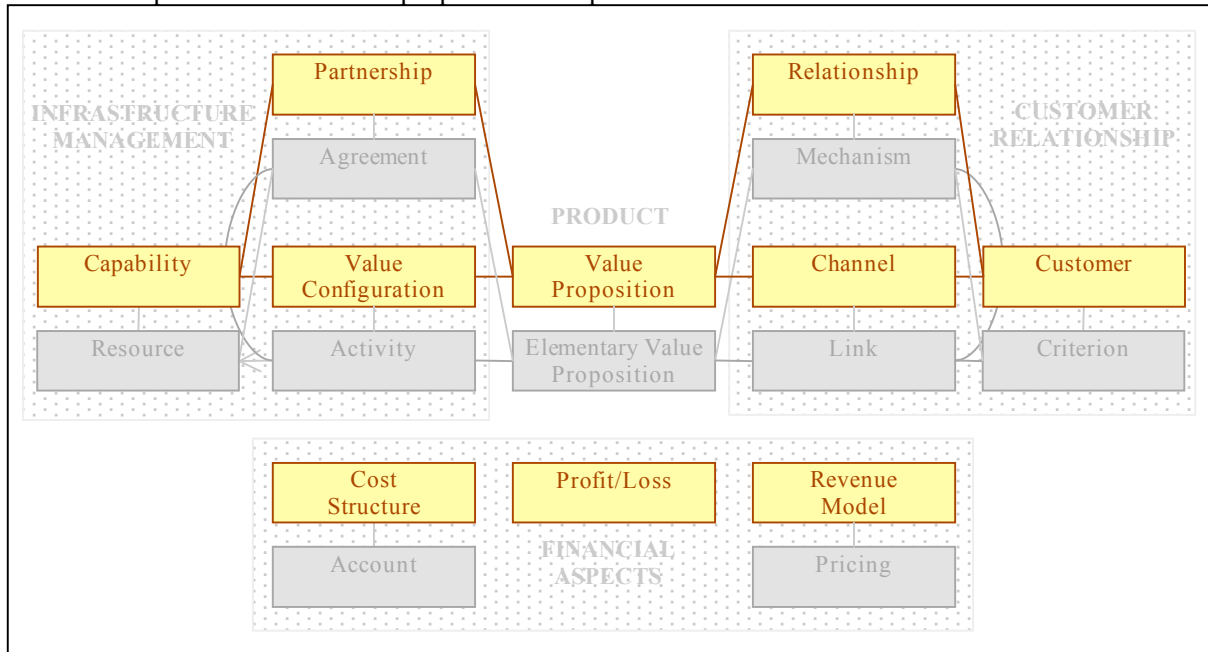 Partnership
Relationship
INFRASTRUCTURE
MANAGEMENT
CUSTOMER
RELATIONSHIP
Agreement
Mechanism
PRODUCT
Capability
Value
Configuration
Value
Proposition
Channel
Customer
Resource
Activity
Elementary Value
Proposition
Link
Criterion
Cost
Structure
Profit/Loss
Revenue
Model
Account
FINANCIAL
ASPECTS
Pricing